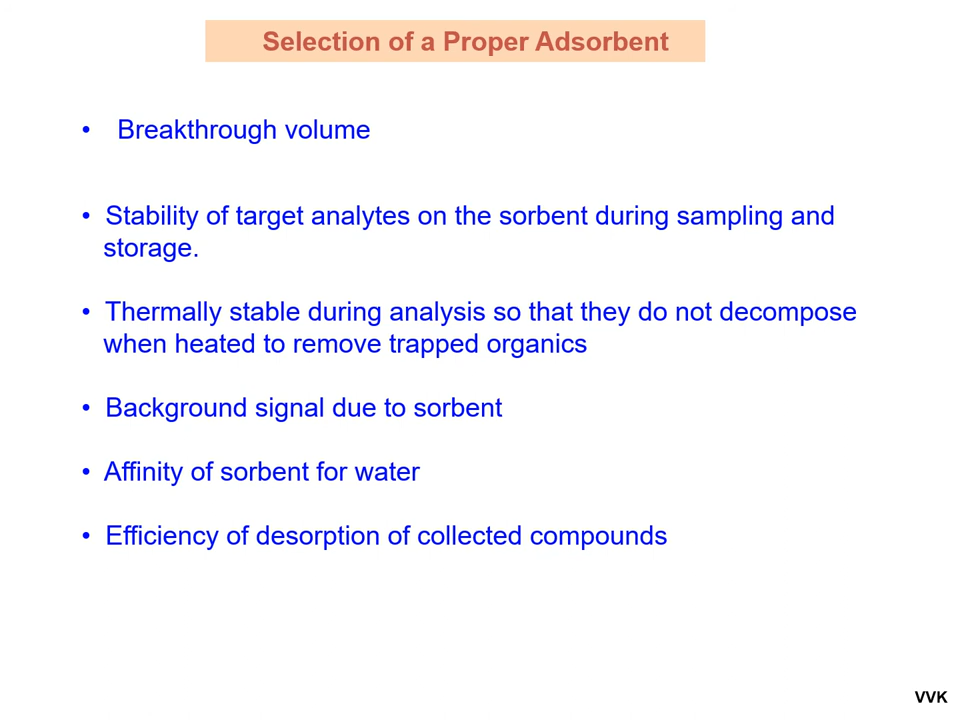 Selection of a Proper Adsorbent
• Breakthrough volume
• Stability of target analytes on the sorbent during sampling and
storage.
• Thermally stable during analysis so that they do not decompose
when heated to remove trapped organics
• Background signal due to sorbent
• Affinity of sorbent for water
• Efficiency of desorption of collected compounds
VVK